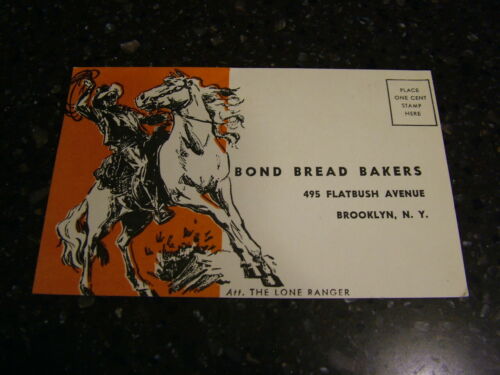 PLACE
ONE CENT
STAMP
HERE
BOND BREAD BAKERS
495 FLATBUSH AVENUE
BROOKLYN, N. Y.
Att. THE LONE RANGER